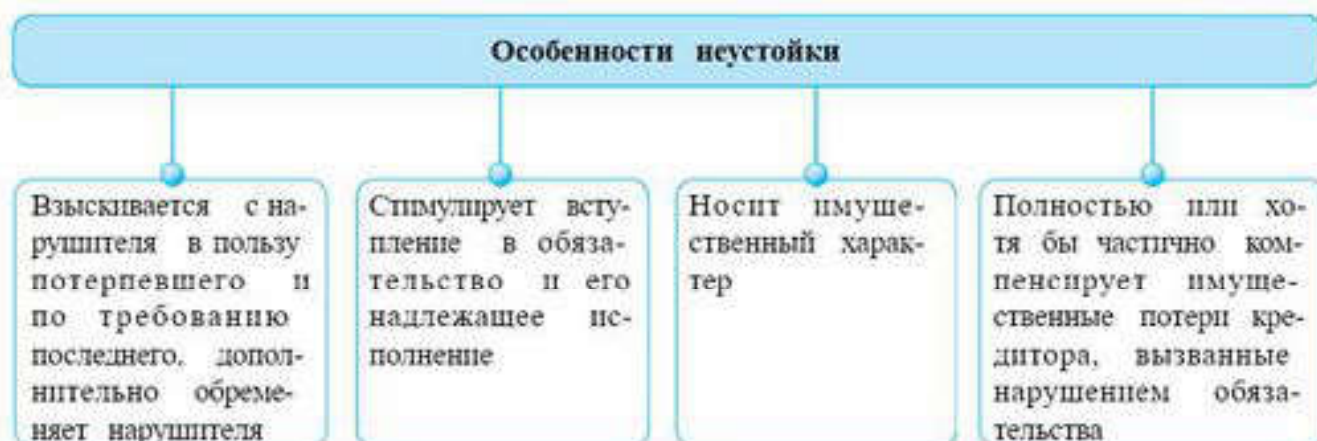 Особенности неустойки
Взыскивается с на-
рушителя в пользу
потерпевшего и
по требованию
последнего, допол-
нительно обреме-
няет нарушителя
Стимулирует всту-
пление в обяза-
тельство и его
надлежащее ис-
полнение
Носит имуще-
ственный харак-
тер
Полностью или хо-
тя бы частично ком-
пенсирует имуще-
ственные потери кре-
дитора, вызванные
нарушением обяза-
тельства